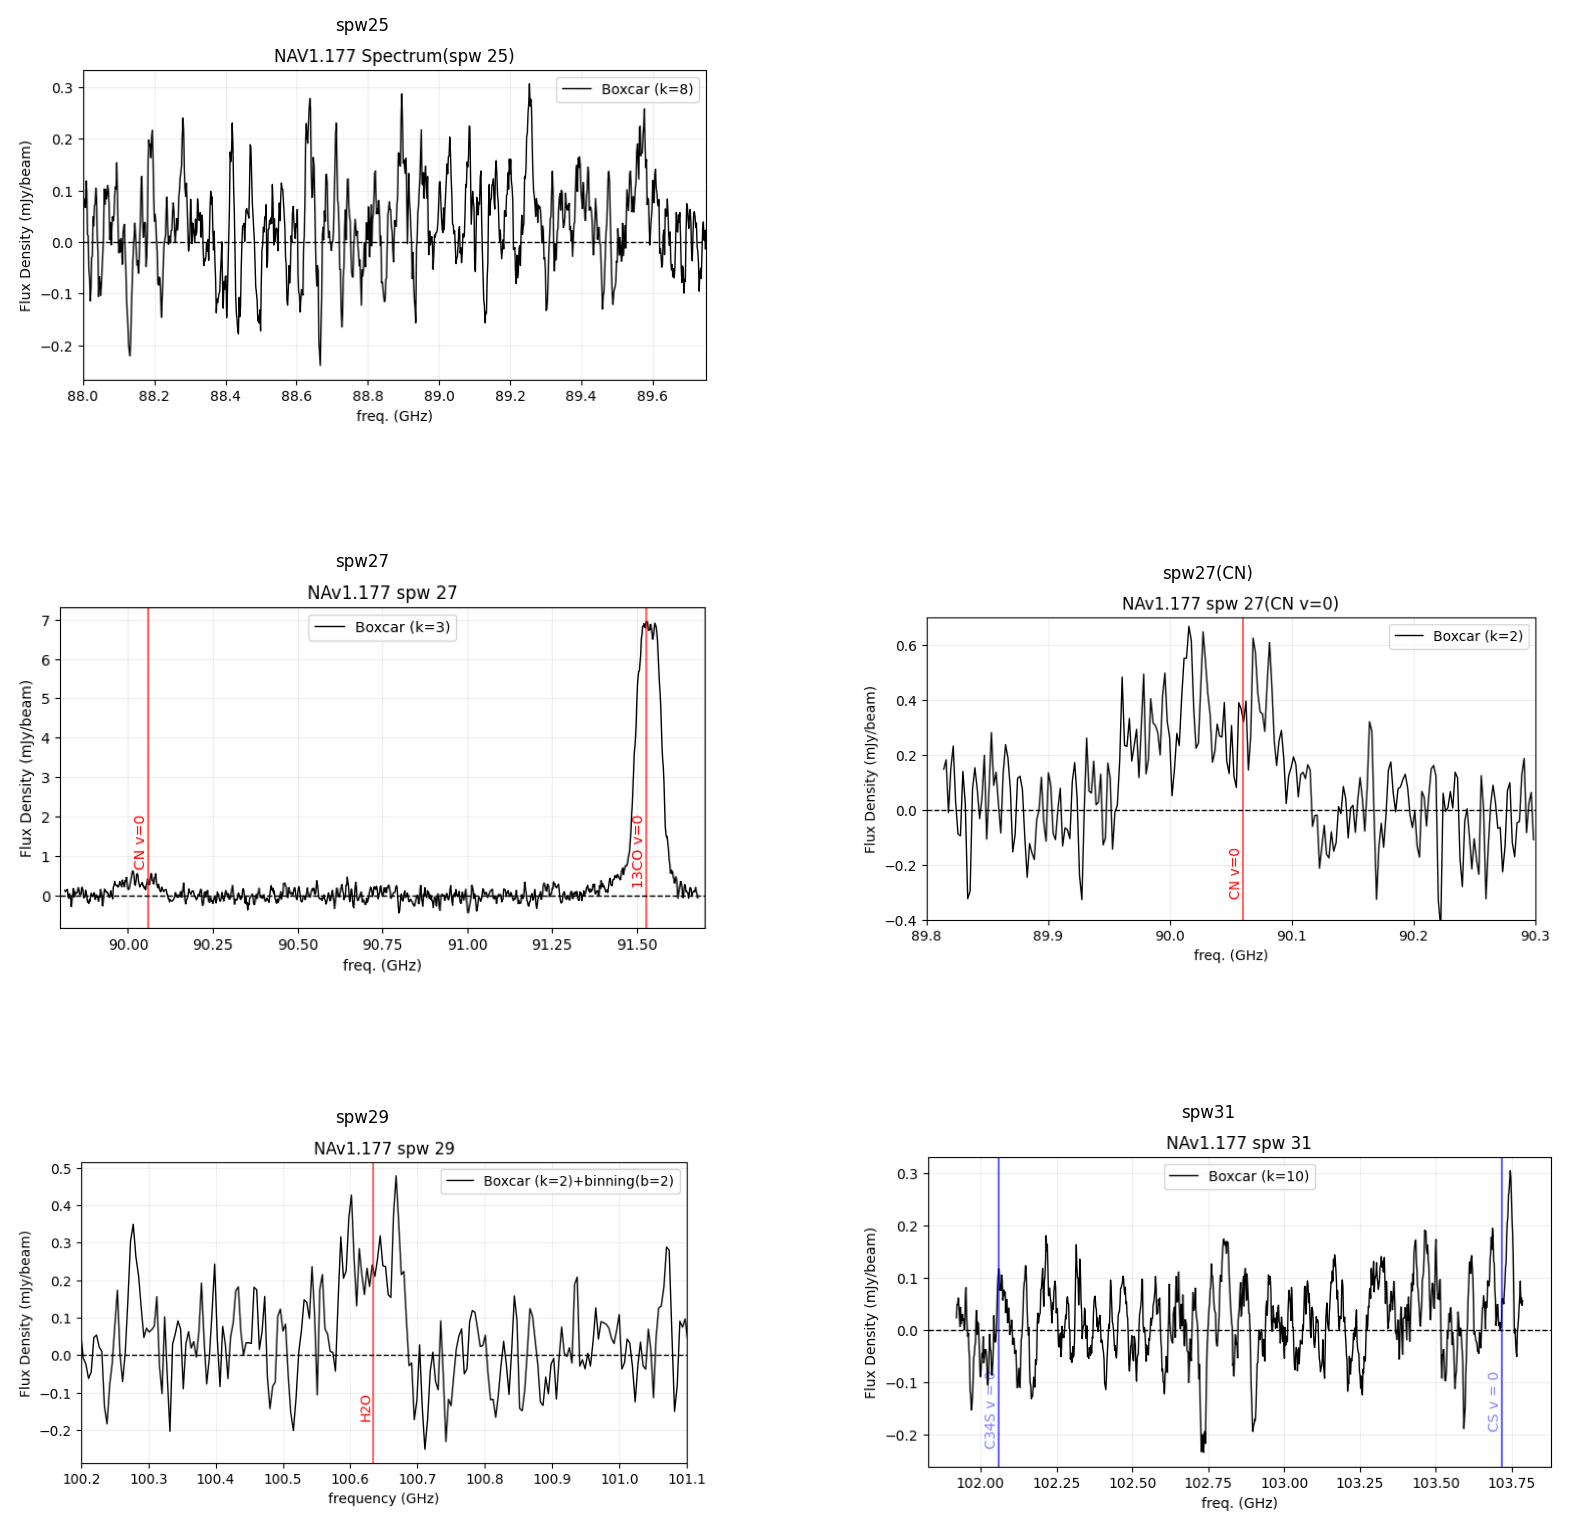 spw25
NAV1.177 Spectrum(spw 25)
Boxcar (k=8)
0.3
0.2
0.1
0.0
−0.1
−0.2
Flux Density (mJy/beam)
88.0 88.2 88.4 88.6 88.8 89.0 89.2 89.4 89.6
freq. (GHz)
spw27
NAv1.177 spw 27
Boxcar (k=3)
7
6
5
4
3
2
1
0
Flux Density (mJy/beam)
CN v=0
13CO v=0
90.00 90.25 90.50 90.75 91.00 91.25 91.50
freq. (GHz)
spw27(CN)
NAv1.177 spw 27(CN v=0)
Boxcar (k=2)
0.6
0.4
0.2
0.0
−0.2
−0.4
Flux Density (mJy/beam)
CN v=0
89.8 89.9 90.0 90.1 90.2 90.3
freq. (GHz)
spw29
NAv1.177 spw 29
Boxcar (k=2)+binning(b=2)
0.5
0.4
0.3
0.2
0.1
0.0
−0.1
−0.2
Flux Density (mJy/beam)
H2O
100.2 100.3 100.4 100.5 100.6 100.7 100.8 100.9 101.0 101.1
frequency (GHz)
spw31
NAv1.177 spw 31
Boxcar (k=10)
0.3
0.2
0.1
0.0
−0.1
−0.2
Flux Density (mJy/beam)
C34S v = 0
CS v = 0
102.00 102.25 102.50 102.75 103.00 103.25 103.50 103.75
freq. (GHz)